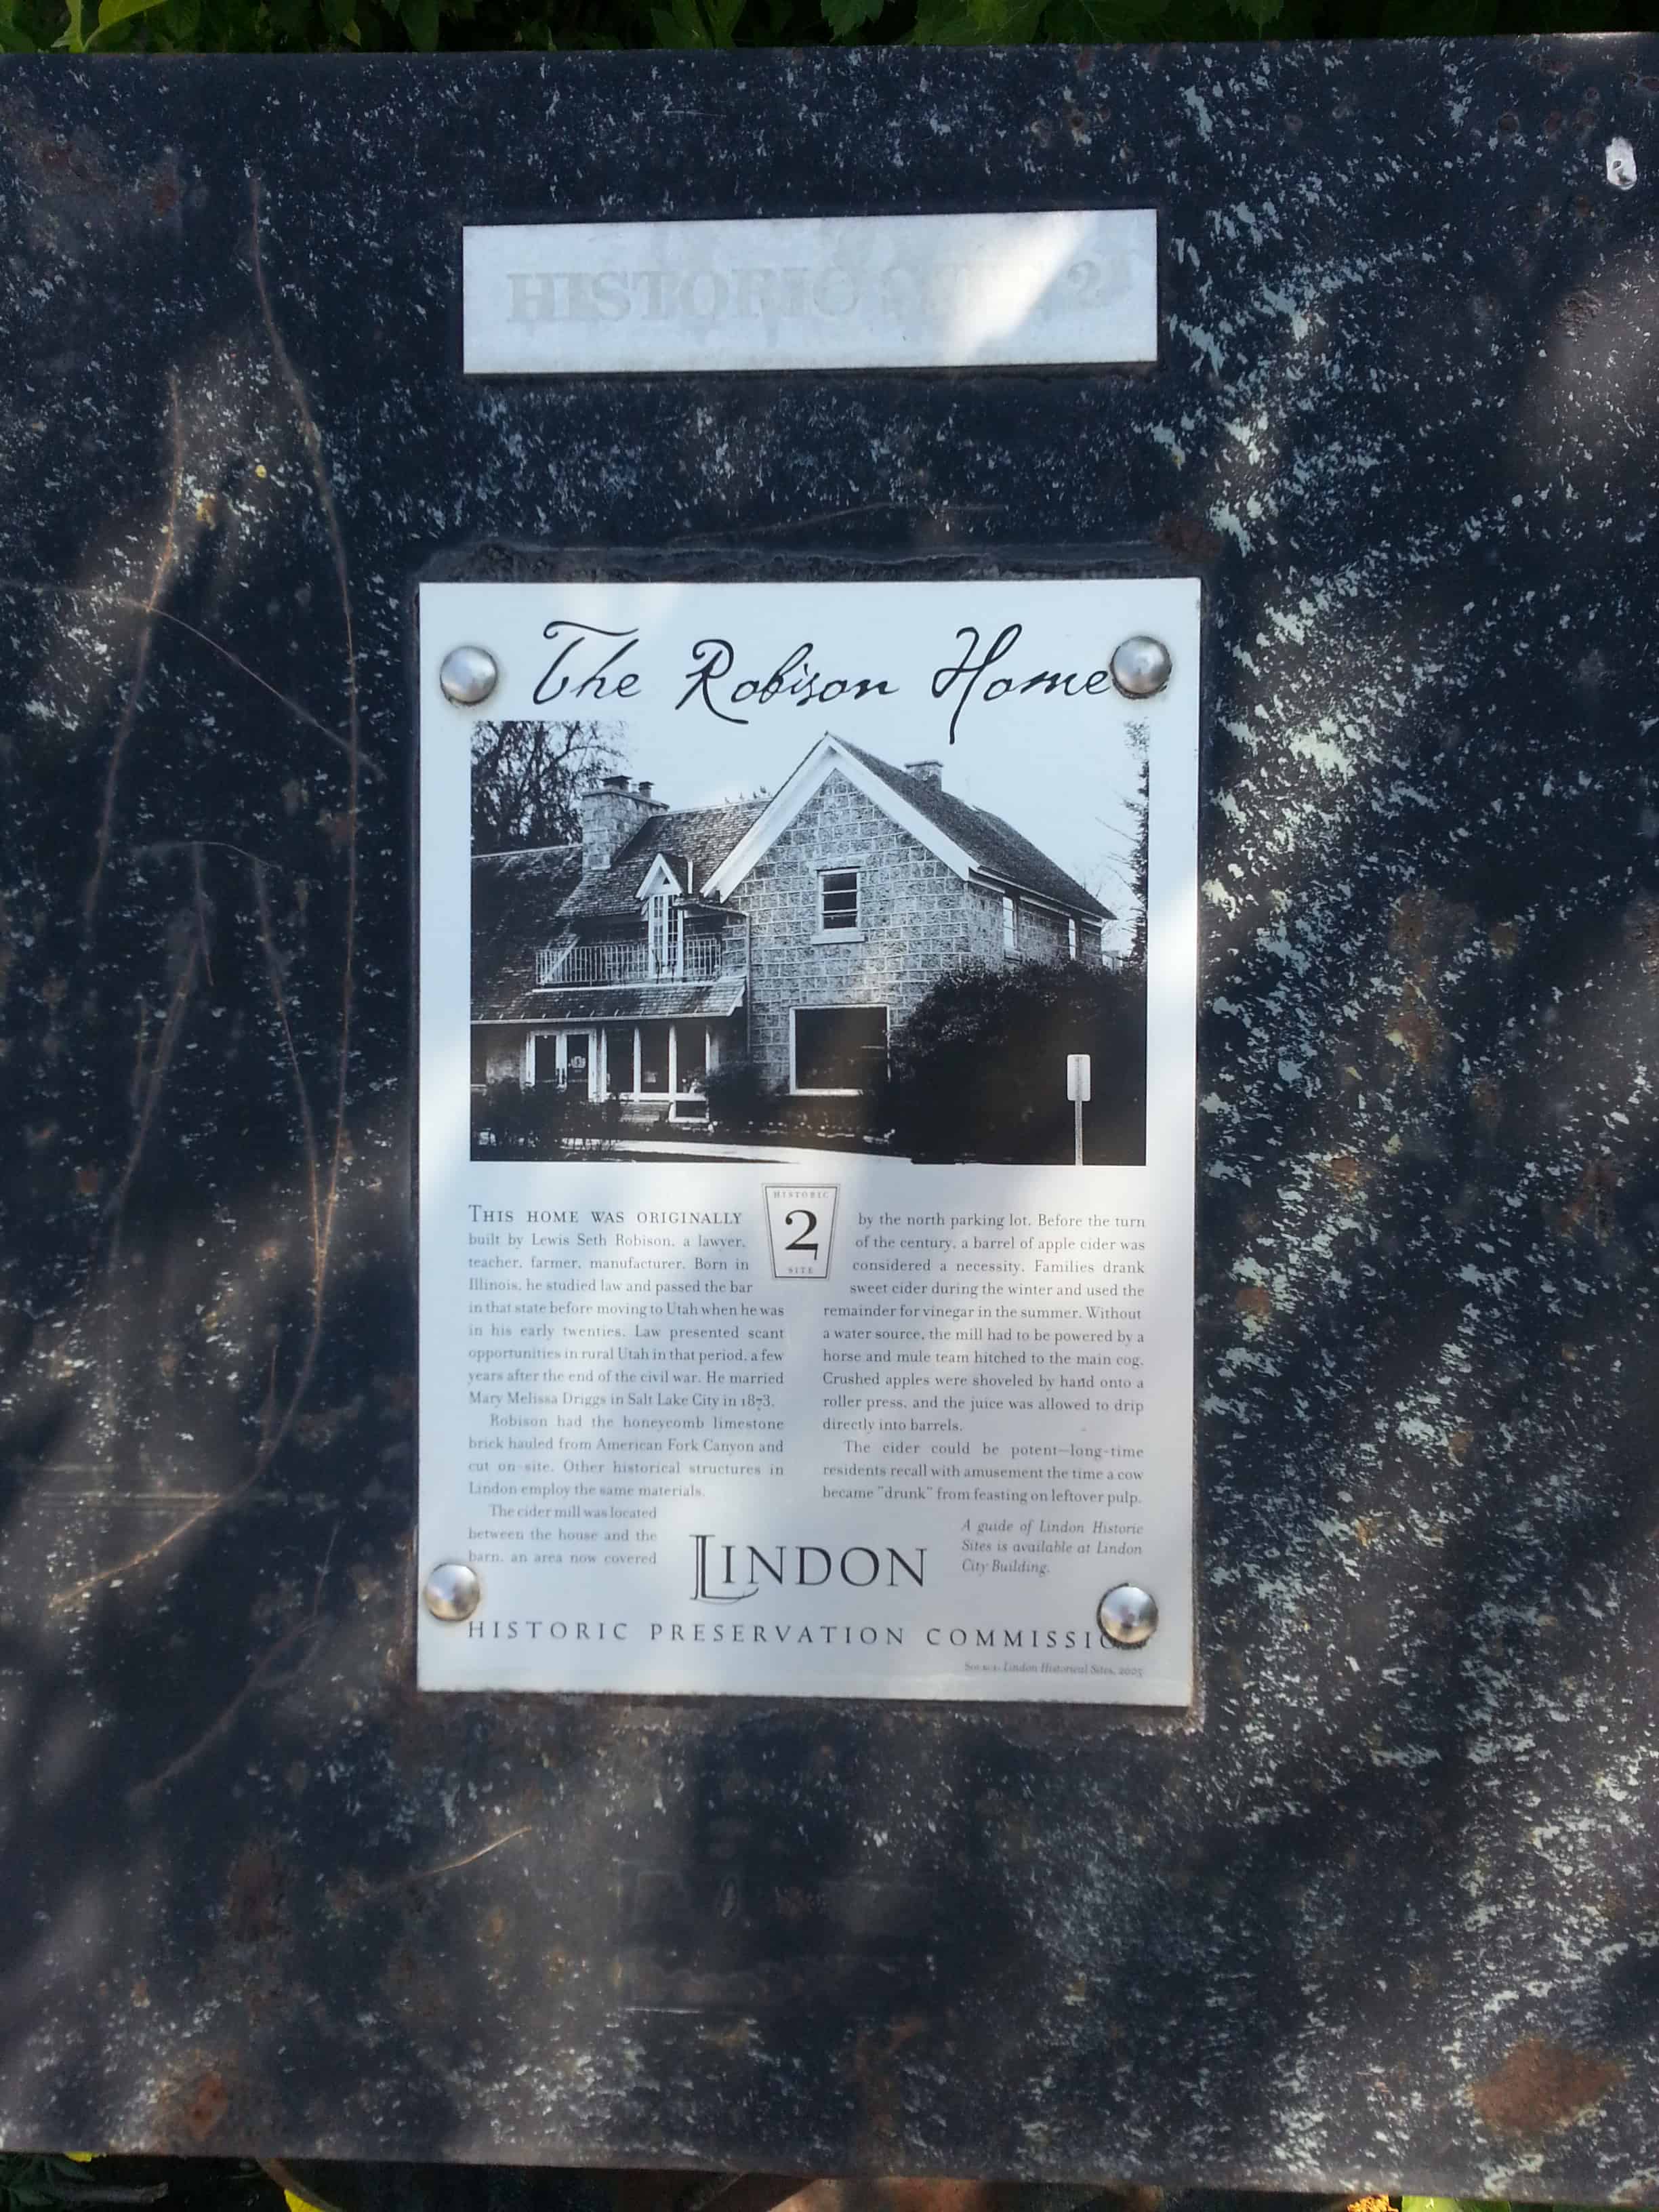 HISTORIC SITE 2
The Robison Home
HISTORIC
2
SITE
THIS HOME WAS ORIGINALLY
built by Lewis Seth Robison, a lawyer,
teacher, farmer, manufacturer. Born in
Illinois, he studied law and passed the bar
in that state before moving to Utah when he was
in his early twenties. Law presented scant
opportunities in rural Utah in that period, a few
years after the end of the civil war. He married
Mary Melissa Driggs in Salt Lake City in 1873.
Robison had the honeycomb limestone
brick hauled from American Fork Canyon and
cut on-site. Other historical structures in
Lindon employ the same materials.
The cider mill was located
between the house and the
barn, an area now covered
by the north parking lot. Before the turn
of the century, a barrel of apple cider was
considered a necessity. Families drank
sweet cider during the winter and used the
remainder for vinegar in the summer. Without
a water source, the mill had to be powered by a
horse and mule team hitched to the main cog.
Crushed apples were shoveled by hand onto a
roller press, and the juice was allowed to drip
directly into barrels.
The cider could be potent—long-time
residents recall with amusement the time a cow
became "drunk" from feasting on leftover pulp.
A guide of Lindon Historic
Sites is available at Lindon
City Building.
LINDON
HISTORIC PRESERVATION COMMISSIO
Source: Lindon Historical Sites, 2005